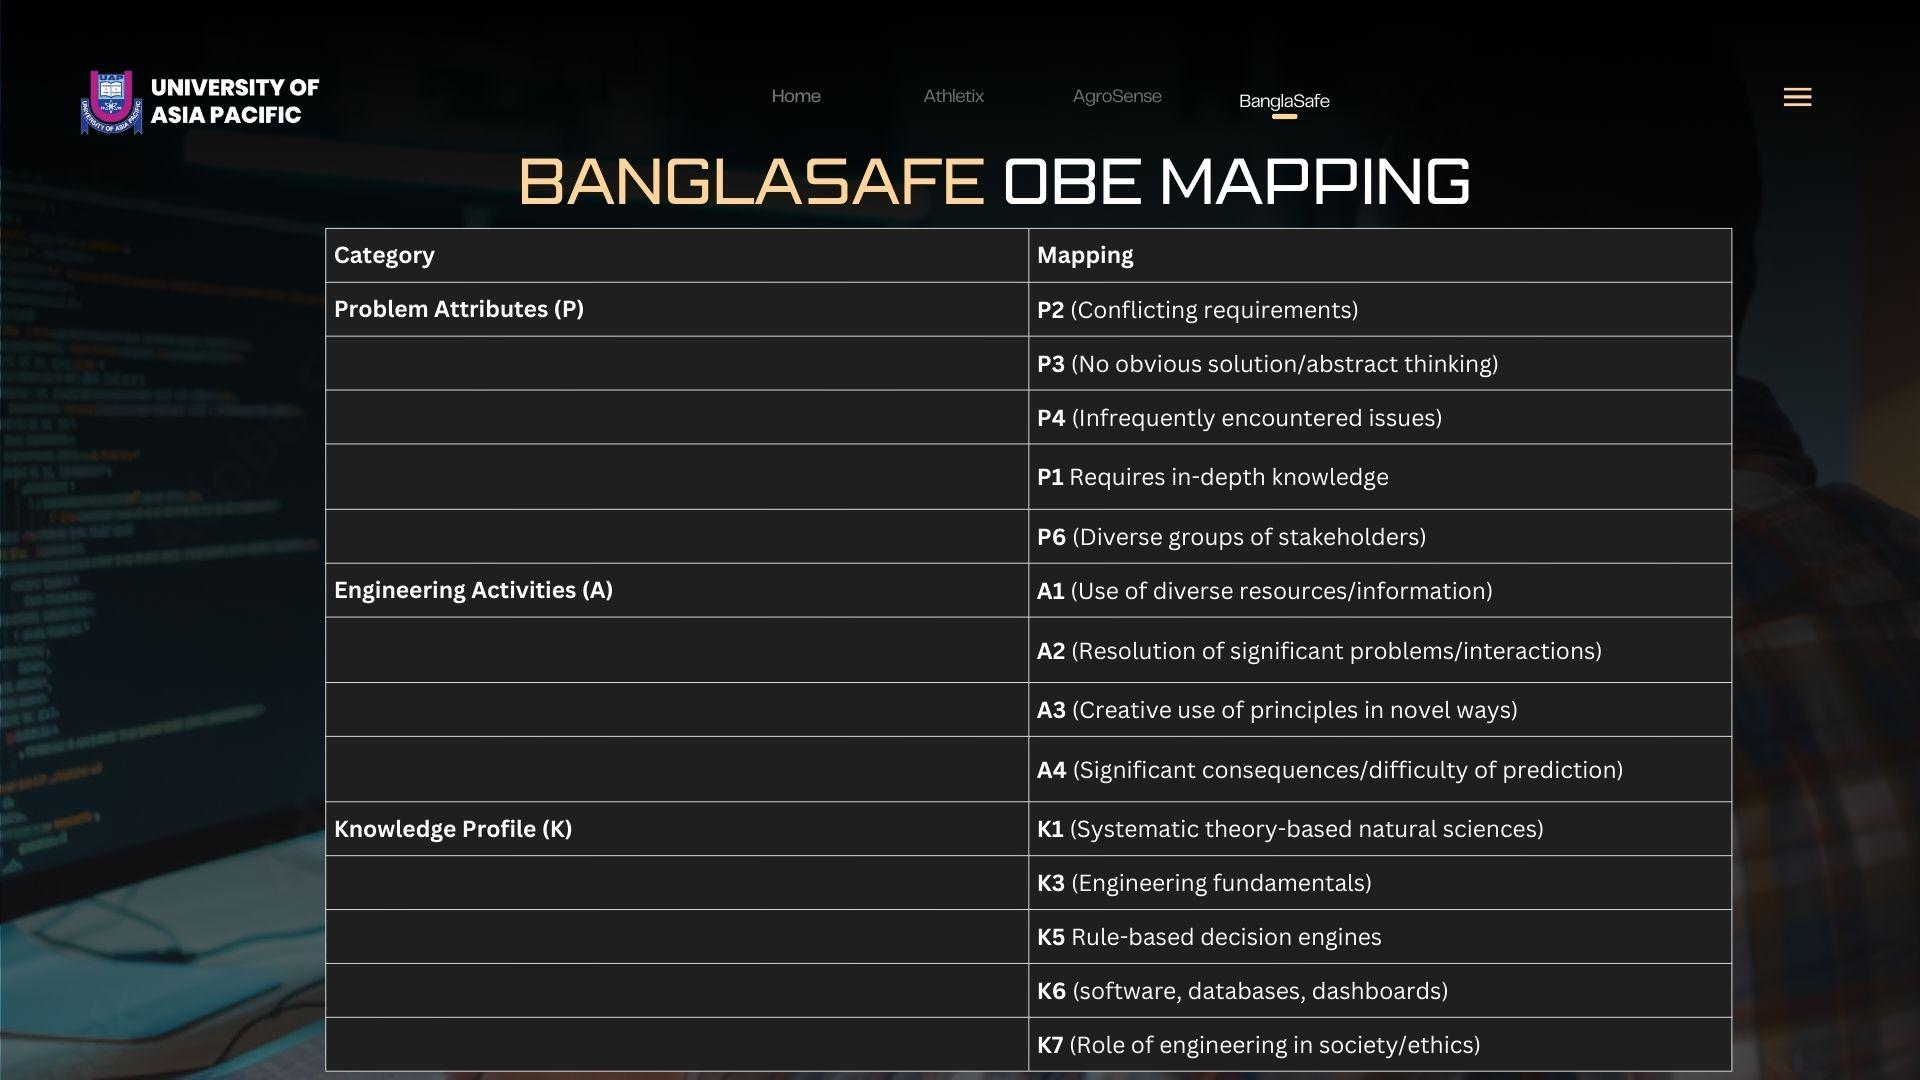 UNIVERSITY OF
ASIA PACIFIC
Home Athletix AgroSense BanglaSafe
BANGLASAFE OBE MAPPING
Category Mapping
Problem Attributes (P) P2 (Conflicting requirements)
P3 (No obvious solution/abstract thinking)
P4 (Infrequently encountered issues)
P1 Requires in-depth knowledge
P6 (Diverse groups of stakeholders)
Engineering Activities (A) A1 (Use of diverse resources/information)
A2 (Resolution of significant problems/interactions)
A3 (Creative use of principles in novel ways)
A4 (Significant consequences/difficulty of prediction)
Knowledge Profile (K) K1 (Systematic theory-based natural sciences)
K3 (Engineering fundamentals)
K5 Rule-based decision engines
K6 (software, databases, dashboards)
K7 (Role of engineering in society/ethics)